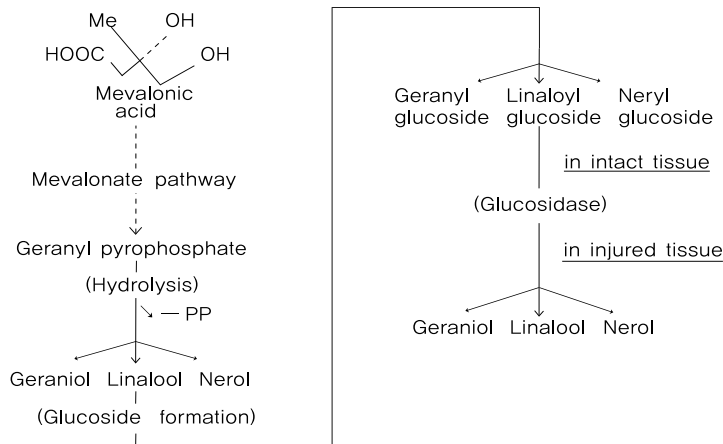 Me OH
HOOC OH
Mevalonic
acid
Mevalonate pathway
Geranyl pyrophosphate
(Hydrolysis)
— PP
Geraniol Linalool Nerol
(Glucoside formation)
Geranyl Linaloyl Neryl
glucoside glucoside glucoside
in intact tissue
(Glucosidase)
in injured tissue
Geraniol Linalool Nerol